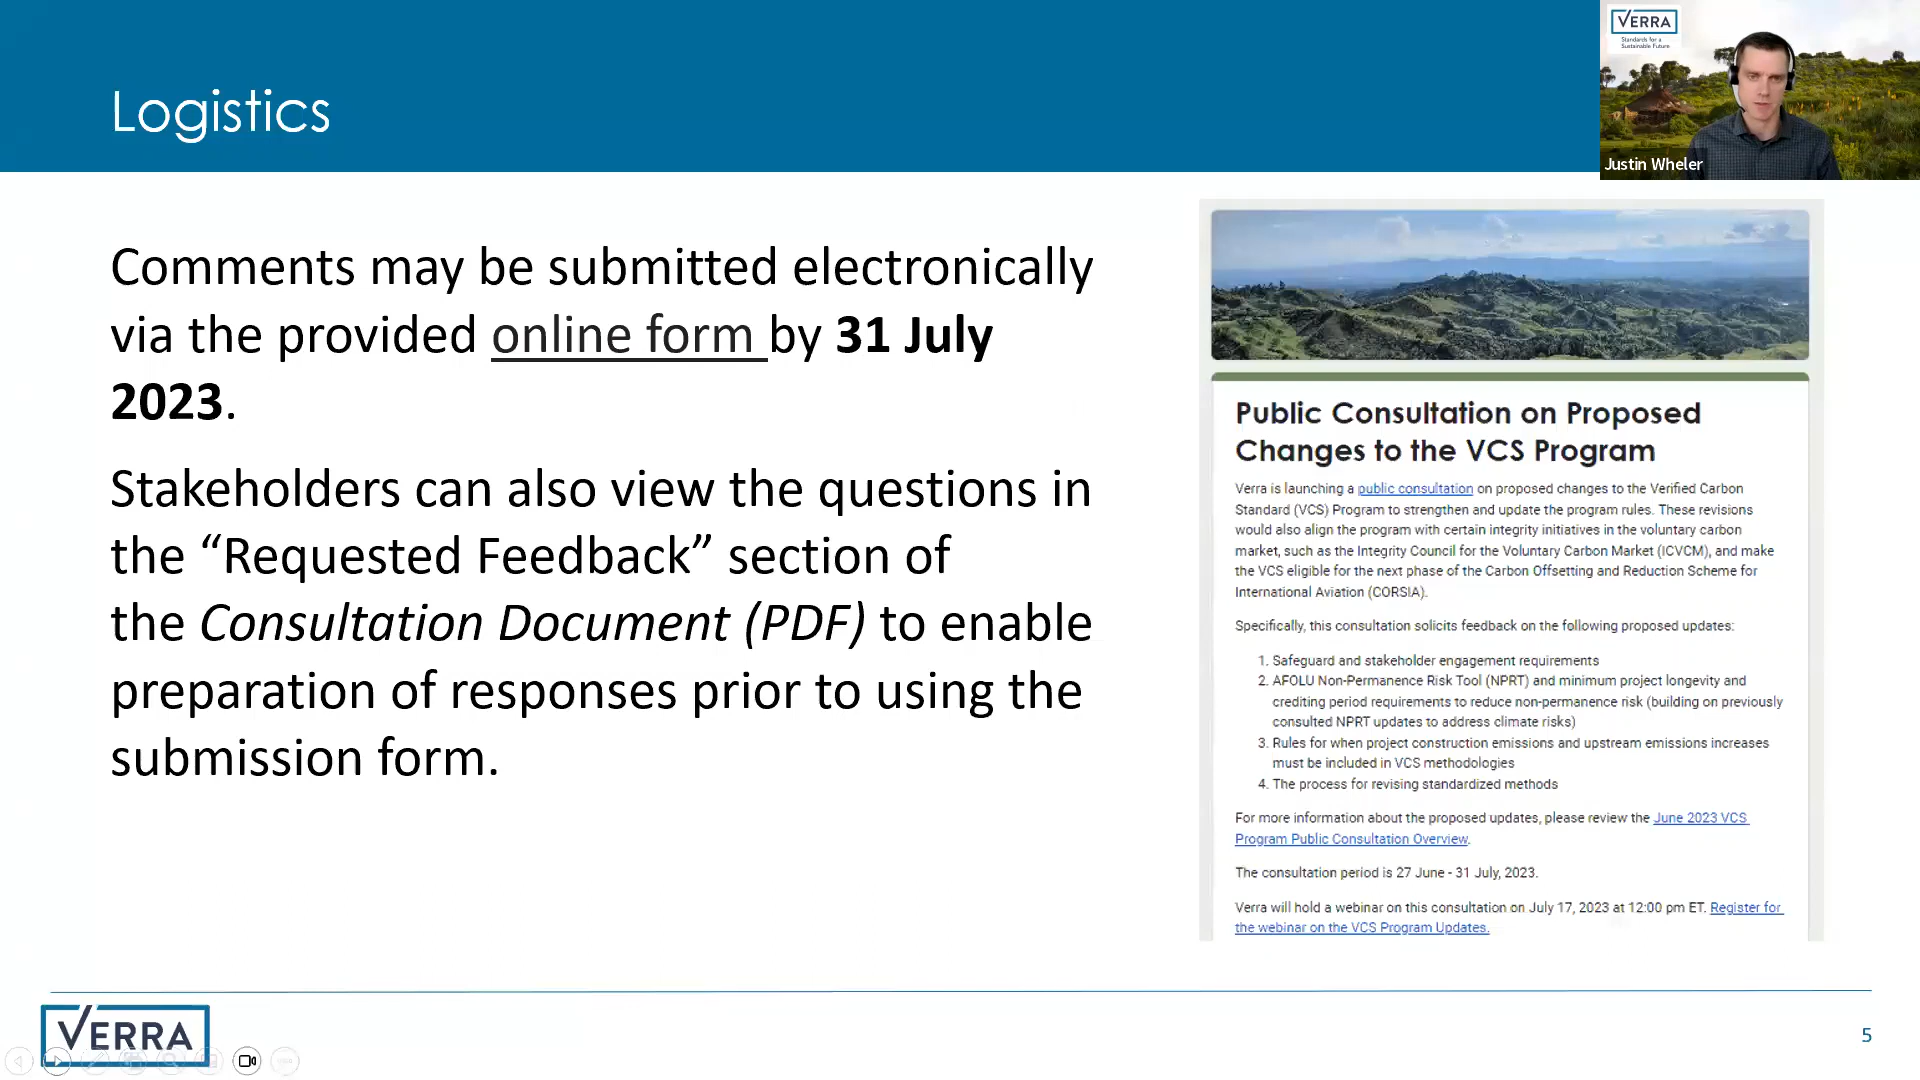 Logistics
VERRA
Standards for a
Sustainable Future
Justin Wheler
Comments may be submitted electronically
via the provided online form by 31 July
2023.
Stakeholders can also view the questions in
the “Requested Feedback” section of
the Consultation Document (PDF) to enable
preparation of responses prior to using the
submission form.
Public Consultation on Proposed
Changes to the VCS Program
Verra is launching a public consultation on proposed changes to the Verified Carbon
Standard (VCS) Program to strengthen and update the program rules. These revisions
would also align the program with certain integrity initiatives in the voluntary carbon
market, such as the Integrity Council for the Voluntary Carbon Market (ICVCM), and make
the VCS eligible for the next phase of the Carbon Offsetting and Reduction Scheme for
International Aviation (CORSIA).
Specifically, this consultation solicits feedback on the following proposed updates:
1. Safeguard and stakeholder engagement requirements
2. AFOLU Non-Permanence Risk Tool (NPRT) and minimum project longevity and
crediting period requirements to reduce non-permanence risk (building on previously
consulted NPRT updates to address climate risks)
3. Rules for when project construction emissions and upstream emissions increases
must be included in VCS methodologies
4. The process for revising standardized methods
For more information about the proposed updates, please review the June 2023 VCS
Program Public Consultation Overview.
The consultation period is 27 June - 31 July, 2023.
Verra will hold a webinar on this consultation on July 17, 2023 at 12:00 pm ET. Register for
the webinar on the VCS Program Updates.
VERRA
5